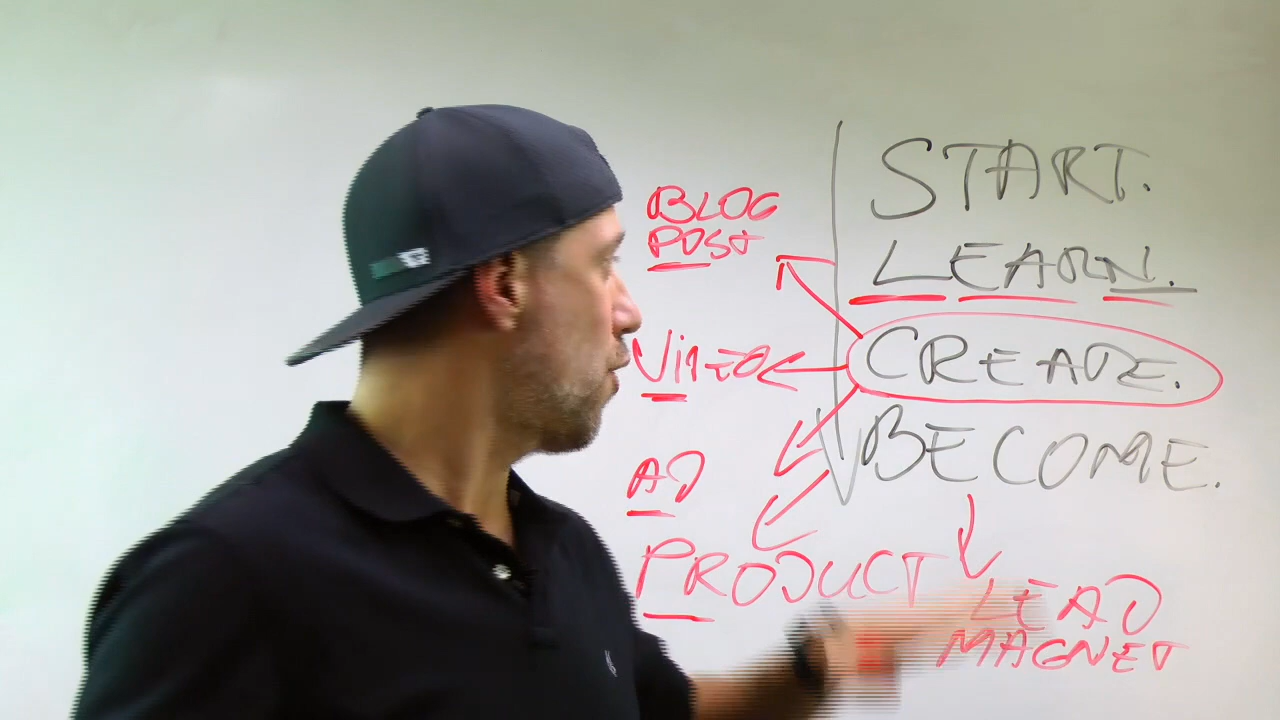 START.
LEARN.
CREATE.
BECOME.
BLOG
POST
VIDEO
AD
PRODUCT
LEAD
MAGNET